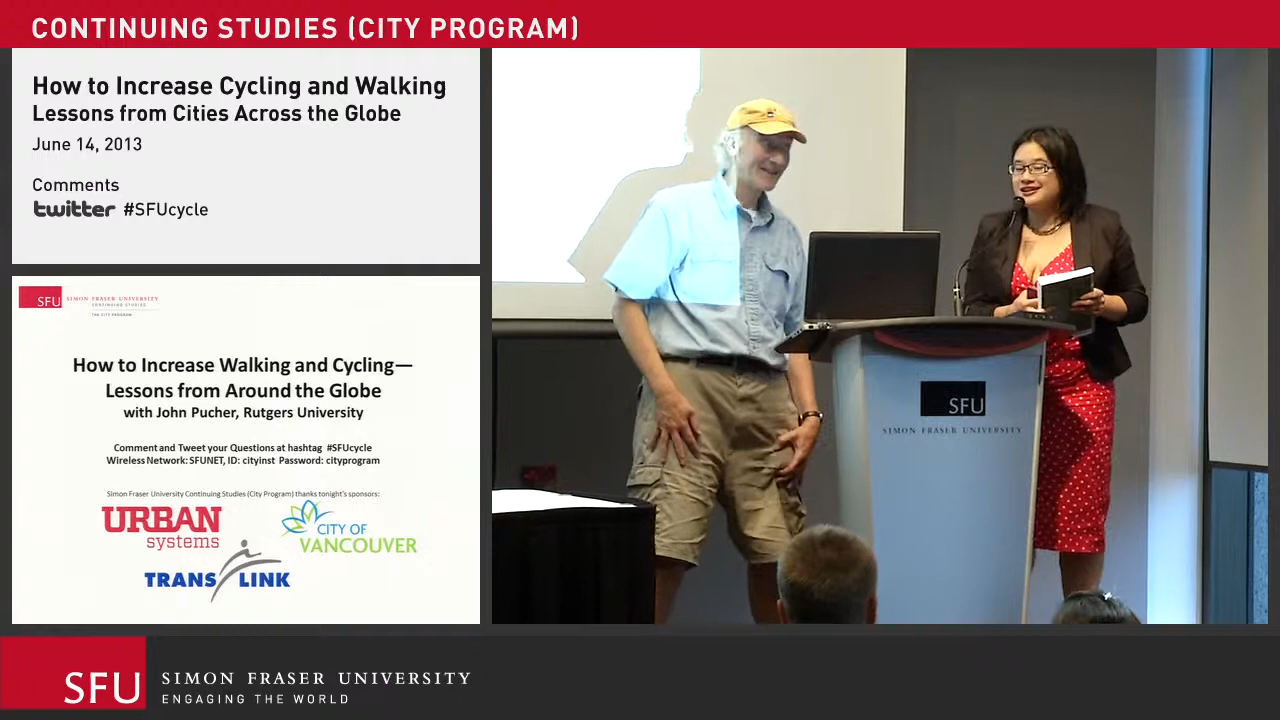 CONTINUING STUDIES (CITY PROGRAM)
How to Increase Cycling and Walking
Lessons from Cities Across the Globe
June 14, 2013
Comments
twitter #SFUcycle
SFU SIMON FRASER UNIVERSITY
CONTINUING STUDIES
THE CITY PROGRAM
How to Increase Walking and Cycling—
Lessons from Around the Globe
with John Pucher, Rutgers University
Comment and Tweet your Questions at hashtag #SFUcycle
Wireless Network: SFUNET, ID: cityinst Password: cityprogram
Simon Fraser University Continuing Studies (City Program) thanks tonight's sponsors:
URBAN
systems
CITY OF
VANCOUVER
TRANSLINK
SFU
SIMON FRASER UNIVERSITY
SFU
SIMON FRASER UNIVERSITY
ENGAGING THE WORLD